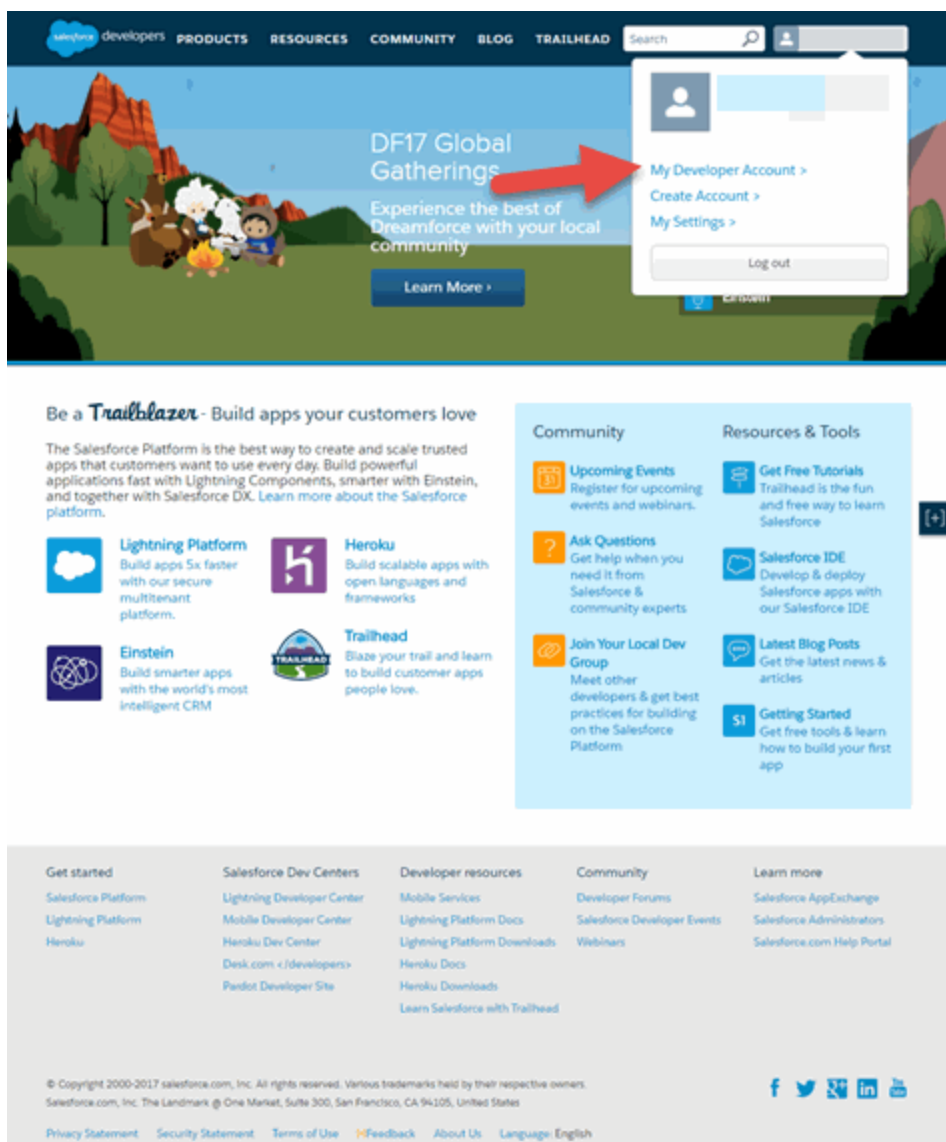 salesforce developers PRODUCTS RESOURCES COMMUNITY BLOG TRAILHEAD Search
DF17 Global
Gatherings
Experience the best of
Dreamforce with your local
community
Learn More ›
My Developer Account >
Create Account >
My Settings >
Log out
Einstein
Be a Trailblazer - Build apps your customers love
The Salesforce Platform is the best way to create and scale trusted
apps that customers want to use every day. Build powerful
applications fast with Lightning Components, smarter with Einstein,
and together with Salesforce DX. Learn more about the Salesforce
platform.
Lightning Platform
Build apps 5x faster
with our secure
multitenant
platform.
Heroku
Build scalable apps with
open languages and
frameworks
Einstein
Build smarter apps
with the world's most
intelligent CRM
TRAILHEAD
Trailhead
Blaze your trail and learn
to build customer apps
people love.
Community
31
Upcoming Events
Register for upcoming
events and webinars.
?
Ask Questions
Get help when you
need it from
Salesforce &
community experts
Join Your Local Dev
Group
Meet other
developers & get best
practices for building
on the Salesforce
Platform
Resources & Tools
Get Free Tutorials
Trailhead is the fun
and free way to learn
Salesforce
Salesforce IDE
Develop & deploy
Salesforce apps with
our Salesforce IDE
Latest Blog Posts
Get the latest news &
articles
S1
Getting Started
Get free tools & learn
how to build your first
app
[+]
Get started
Salesforce Platform
Lightning Platform
Heroku
Salesforce Dev Centers
Lightning Developer Center
Mobile Developer Center
Heroku Dev Center
Desk.com </developers>
Pardot Developer Site
Developer resources
Mobile Services
Lightning Platform Docs
Lightning Platform Downloads
Heroku Docs
Heroku Downloads
Learn Salesforce with Trailhead
Community
Developer Forums
Salesforce Developer Events
Webinars
Learn more
Salesforce AppExchange
Salesforce Administrators
Salesforce.com Help Portal
© Copyright 2000-2017 salesforce.com, inc. All rights reserved. Various trademarks held by their respective owners.
Salesforce.com, Inc. The Landmark @ One Market, Suite 300, San Francisco, CA 94105, United States
Privacy Statement Security Statement Terms of Use Feedback About Us Language: English